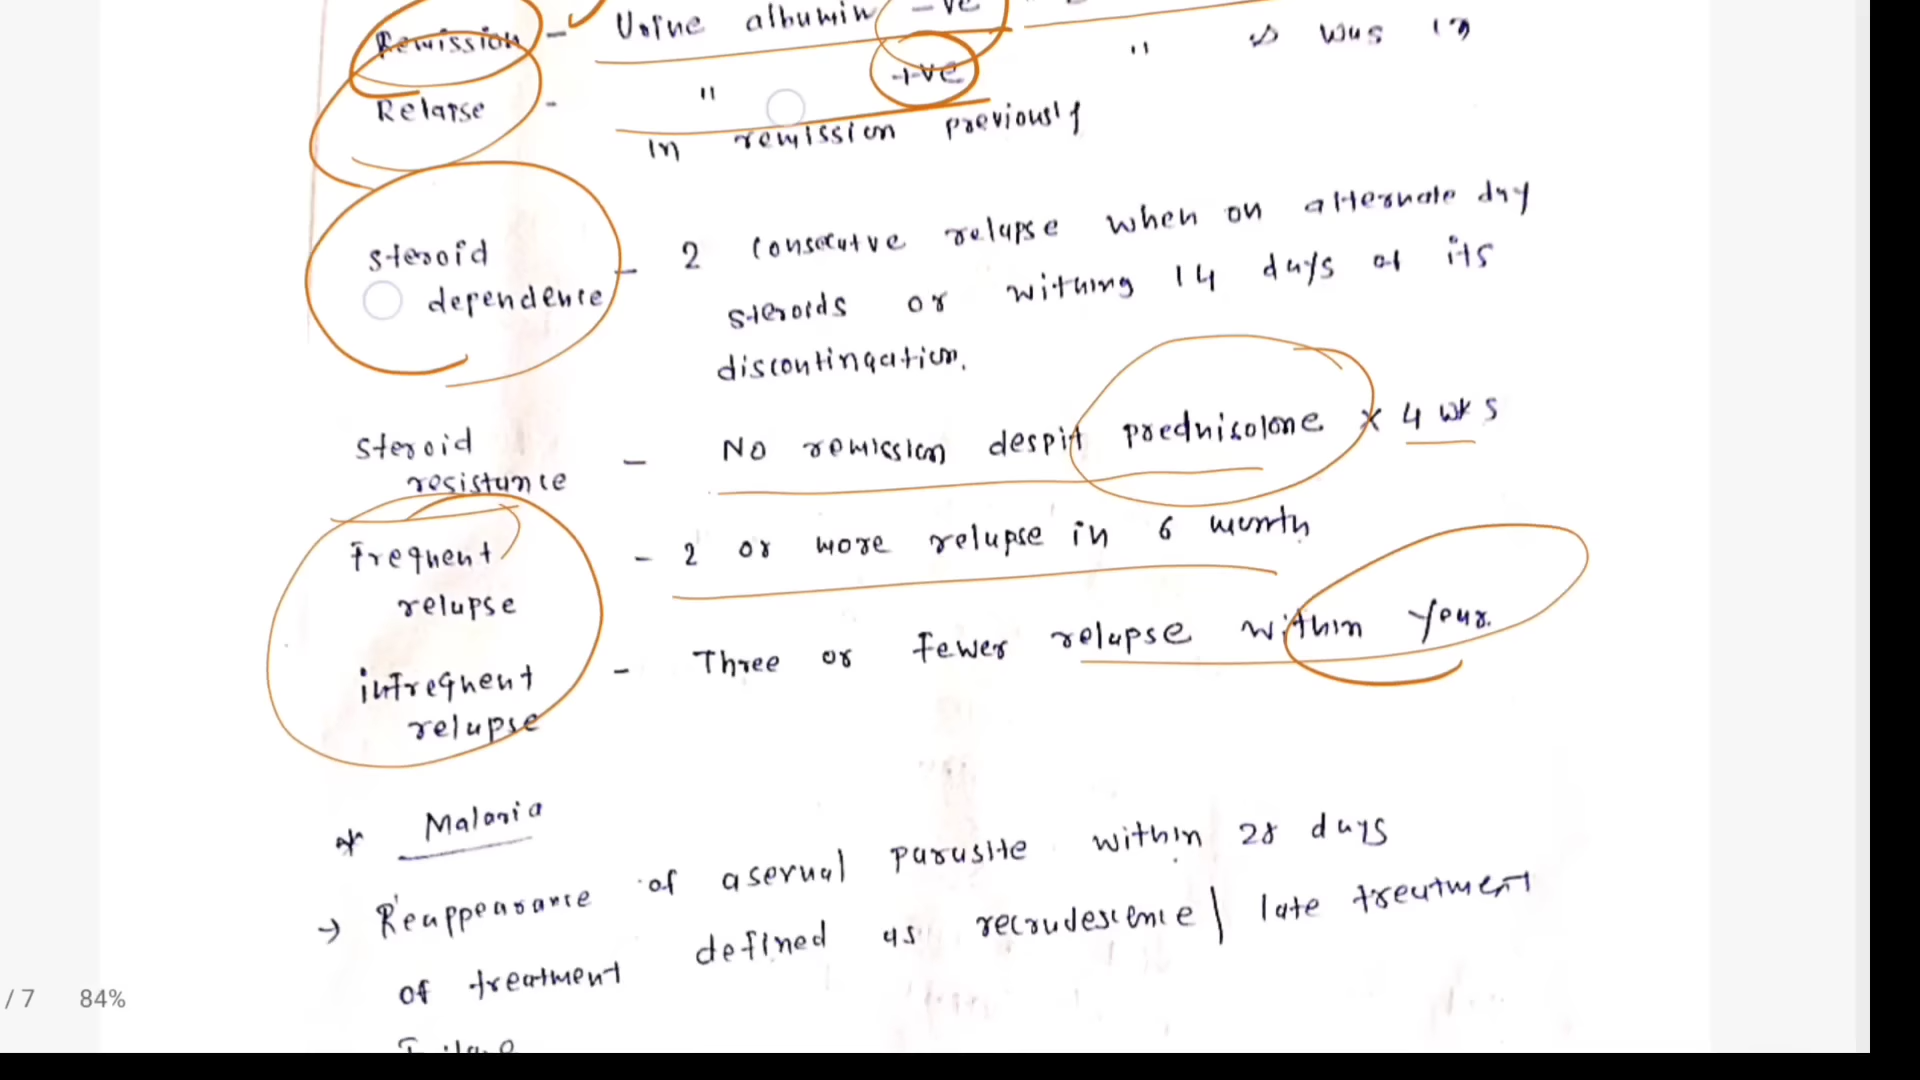 Remission - Urine albumin -ve
Relapse - " +ve " s was in
in remission previously
Steroid dependence - 2 consecutve relapse when on alternate day
steroids or withing 14 days of its
discontinuation.
Steroid resistance - No remission despit prednisolone x 4 wks
Frequent relapse - 2 or more relapse in 6 month
infrequent relapse - Three or fewer relapse within year.
* Malaria
→ Reappearance of asexual parasite within 28 days
of treatment defined as recrudescence / late treatment